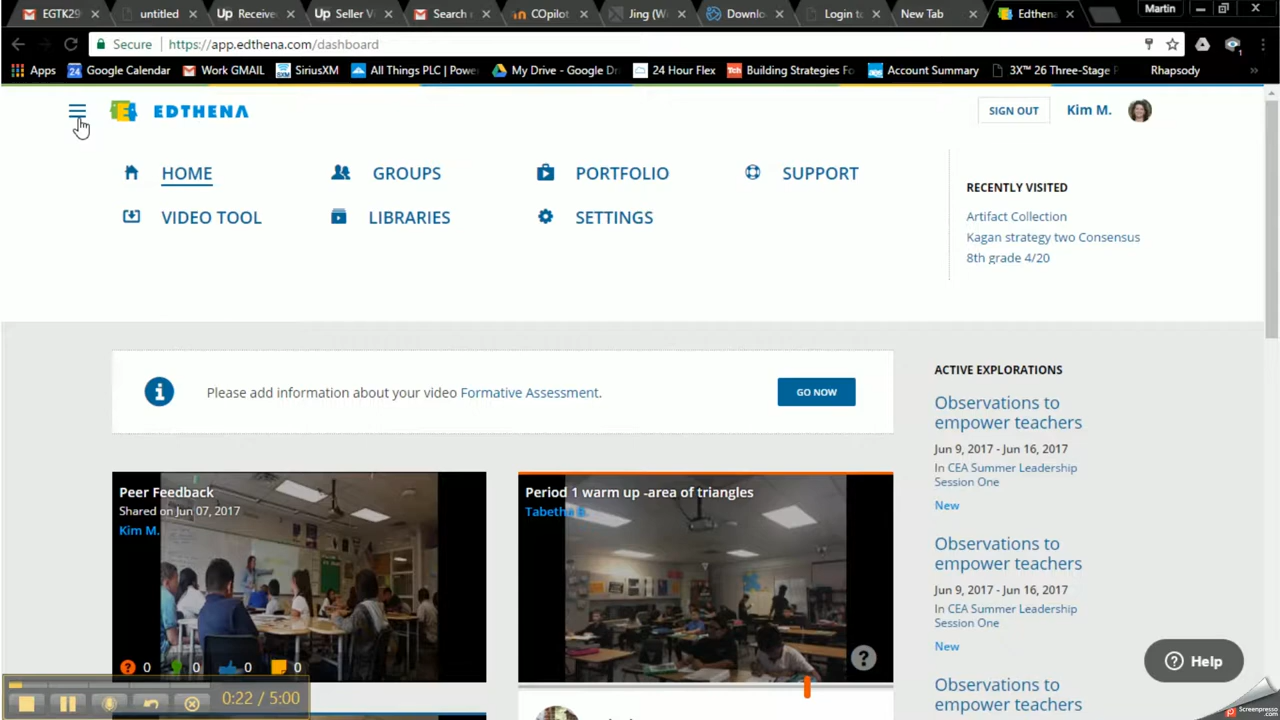 EGTK29
untitled
Up Receive
Up Seller V
Search
COpilot
Jing (W
Downlo
Login to
New Tab
Edthena
Martin
Secure https://app.edthena.com/dashboard
Apps
24 Google Calendar
Work GMAIL
SiriusXM
All Things PLC | Powe
My Drive - Google Dr
24 Hour Flex
Tch Building Strategies Fo
Account Summary
3X™ 26 Three-Stage P
Rhapsody
EDTHENA
SIGN OUT
Kim M.
HOME
GROUPS
PORTFOLIO
SUPPORT
VIDEO TOOL
LIBRARIES
SETTINGS
RECENTLY VISITED
Artifact Collection
Kagan strategy two Consensus
8th grade 4/20
Please add information about your video Formative Assessment.
GO NOW
Peer Feedback
Shared on Jun 07, 2017
Kim M.
0 0 0 0
Period 1 warm up -area of triangles
Tabetha B.
ACTIVE EXPLORATIONS
Observations to
empower teachers
Jun 9, 2017 - Jun 16, 2017
In CEA Summer Leadership
Session One
New
Observations to
empower teachers
Jun 9, 2017 - Jun 16, 2017
In CEA Summer Leadership
Session One
New
Observations to
empower teachers
Help
0:22 / 5:00
Screenpresso
.com